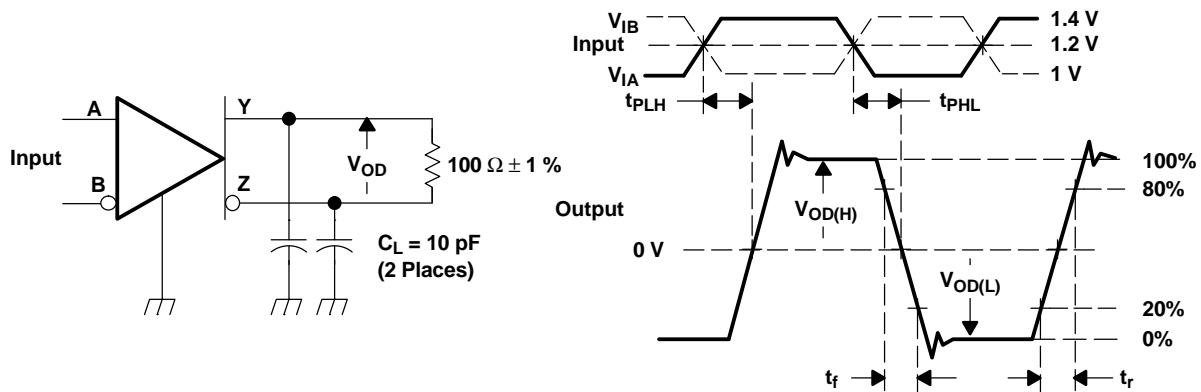 A
Y
Input
B
Z
V_OD
100 Ω ± 1 %
C_L = 10 pF
(2 Places)
V_IB
Input
V_IA
1.4 V
1.2 V
1 V
t_PLH
t_PHL
Output
0 V
V_OD(H)
V_OD(L)
100%
80%
20%
0%
t_f
t_r